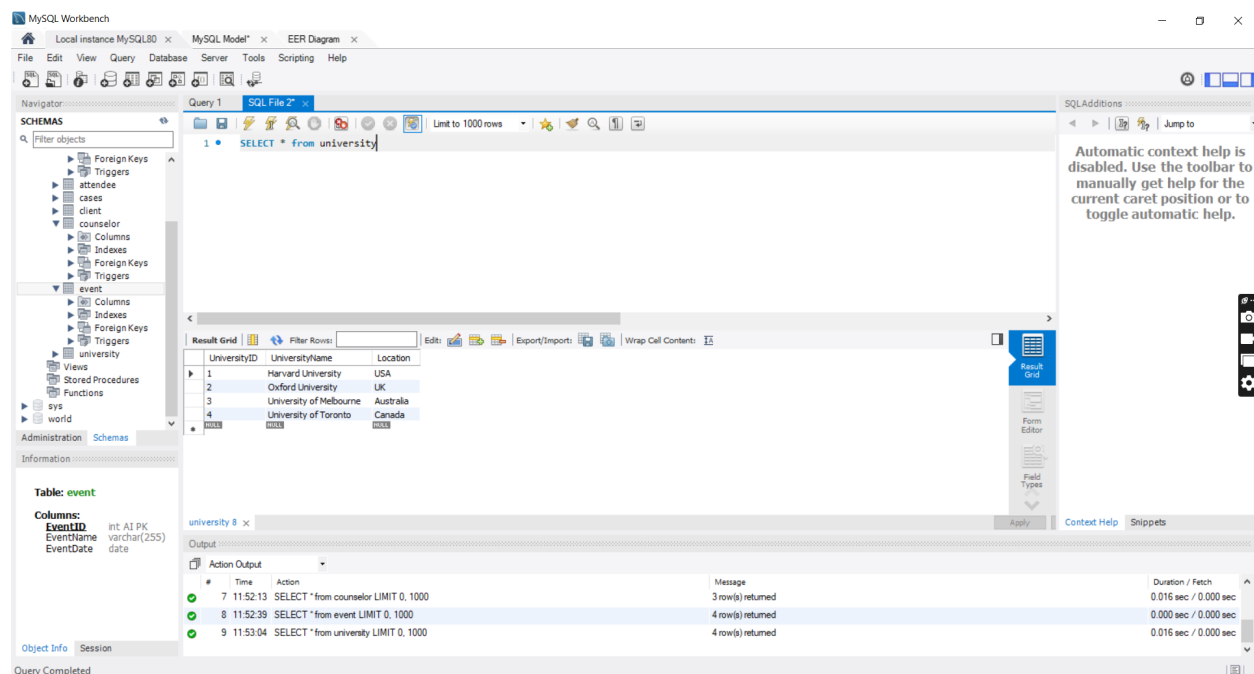 MySQL Workbench
Local instance MySQL80 × MySQL Model* × EER Diagram ×
File Edit View Query Database Server Tools Scripting Help
Navigator
SCHEMAS
Filter objects
Foreign Keys
Triggers
attendee
cases
client
counselor
Columns
Indexes
Foreign Keys
Triggers
event
Columns
Indexes
Foreign Keys
Triggers
university
Views
Stored Procedures
Functions
sys
world
Administration Schemas
Information
Table: event
Columns:
EventID int AI PK
EventName varchar(255)
EventDate date
Object Info Session
Query 1 SQL File 2* ×
Limit to 1000 rows
1 SELECT * from university
Result Grid Filter Rows: Edit: Export/Import: Wrap Cell Content:
UniversityID UniversityName Location
1 Harvard University USA
2 Oxford University UK
3 University of Melbourne Australia
4 University of Toronto Canada
NULL NULL NULL
Result Grid
Form Editor
Field Types
university 8 × Apply
Output
Action Output
# Time Action Message Duration / Fetch
7 11:52:13 SELECT * from counselor LIMIT 0, 1000 3 row(s) returned 0.016 sec / 0.000 sec
8 11:52:39 SELECT * from event LIMIT 0, 1000 4 row(s) returned 0.000 sec / 0.000 sec
9 11:53:04 SELECT * from university LIMIT 0, 1000 4 row(s) returned 0.016 sec / 0.000 sec
SQLAdditions
Jump to
Automatic context help is
disabled. Use the toolbar to
manually get help for the
current caret position or to
toggle automatic help.
Context Help Snippets
Query Completed